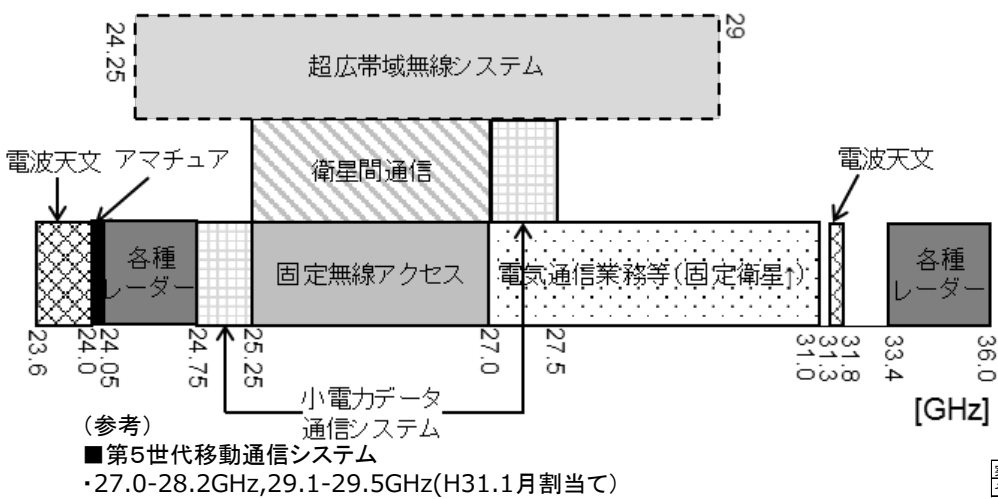 24.25
29
超広帯域無線システム
電波天文
アマチュア
衛星間通信
電波天文
各種
レーダー
固定無線アクセス
電気通信業務等(固定衛星↑)
各種
レーダー
23.6
24.0
24.05
24.75
25.25
27.0
27.5
31.0
31.3
31.8
33.4
36.0
[GHz]
小電力データ
通信システム
(参考)
■第5世代移動通信システム
・27.0-28.2GHz,29.1-29.5GHz(H31.1月割当て)